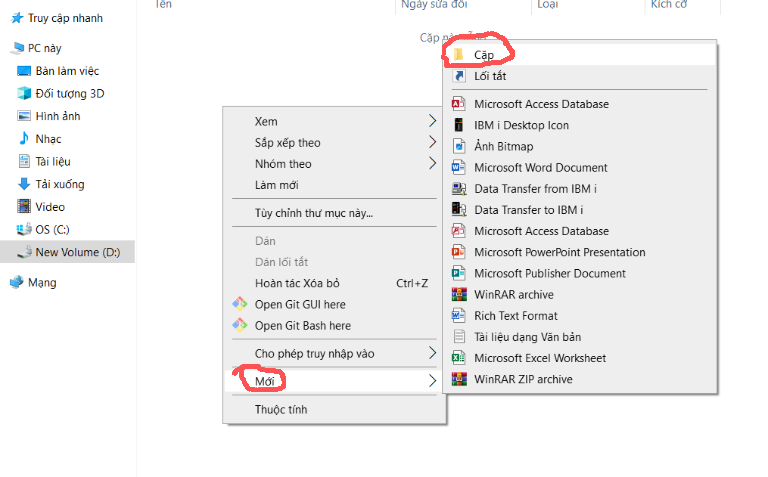 Tên Ngày sửa đổi Loại Kích cỡ
Truy cập nhanh
PC này
Bàn làm việc
Đối tượng 3D
Hình ảnh
Nhạc
Tài liệu
Tải xuống
Video
OS (C:)
New Volume (D:)
Mạng
Cặp này
Xem
Sắp xếp theo
Nhóm theo
Làm mới
Tùy chỉnh thư mục này...
Dán
Dán lối tắt
Hoàn tác Xóa bỏ Ctrl+Z
Open Git GUI here
Open Git Bash here
Cho phép truy nhập vào
Mới
Thuộc tính
Cặp
Lối tắt
Microsoft Access Database
IBM i Desktop Icon
Ảnh Bitmap
Microsoft Word Document
Data Transfer from IBM i
Data Transfer to IBM i
Microsoft Access Database
Microsoft PowerPoint Presentation
Microsoft Publisher Document
WinRAR archive
Rich Text Format
Tài liệu dạng Văn bản
Microsoft Excel Worksheet
WinRAR ZIP archive